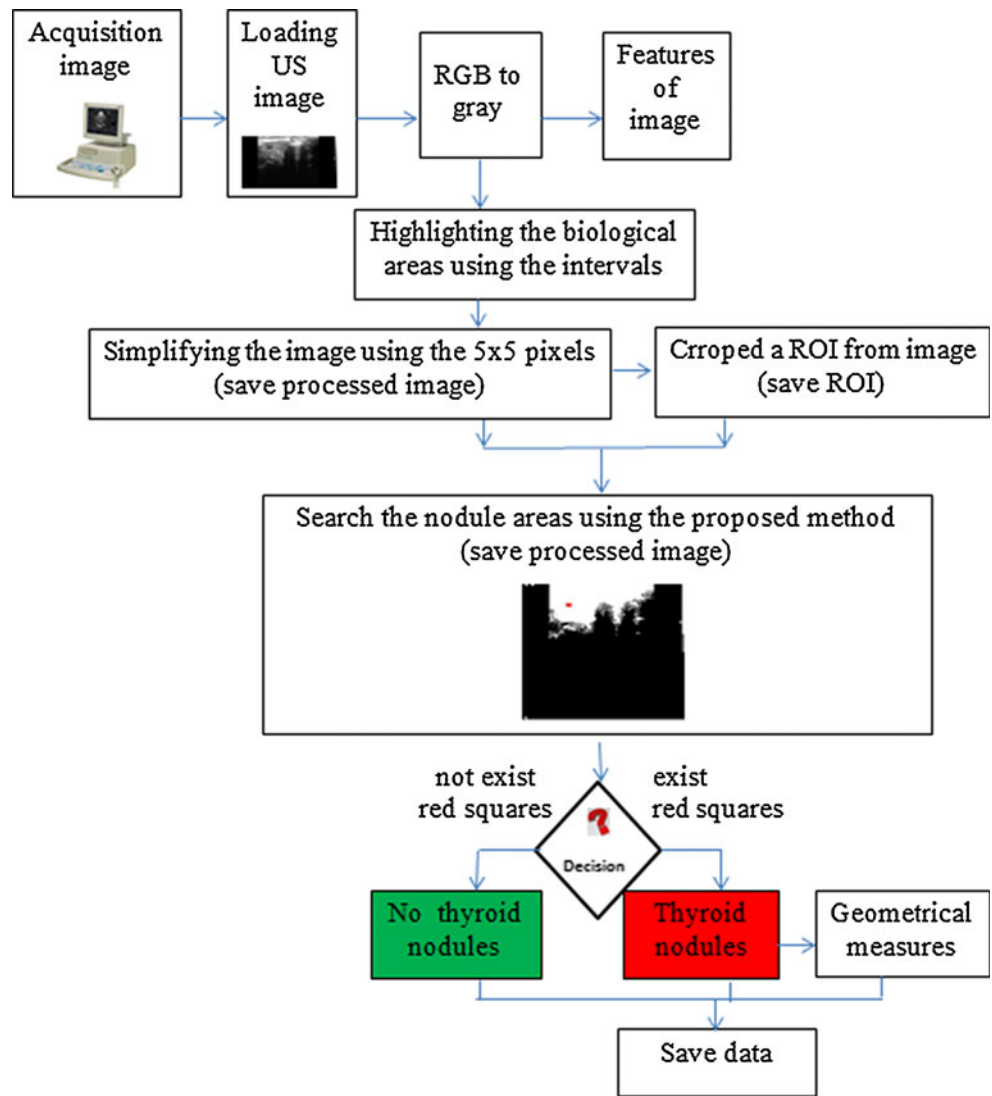 Acquisition
image
Loading
US
image
RGB to
gray
Features
of
image
Highlighting the biological
areas using the intervals
Simplifying the image using the 5x5 pixels
(save processed image)
Crroped a ROI from image
(save ROI)
Search the nodule areas using the proposed method
(save processed image)
not exist
red squares
exist
red squares
?
Decision
No thyroid
nodules
Thyroid
nodules
Geometrical
measures
Save data